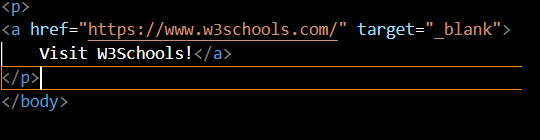 <p>
<a href="https://www.w3schools.com/" target="_blank">
Visit W3Schools!</a>
</p>
</body>